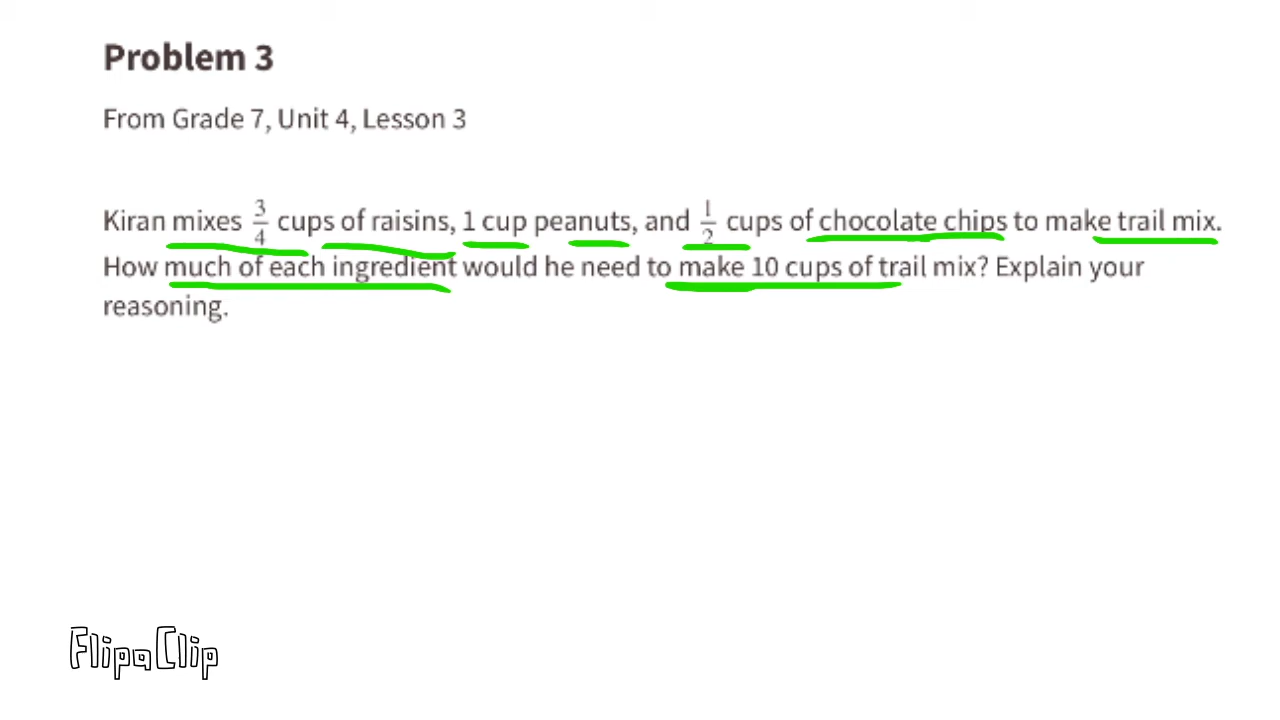 Problem 3
From Grade 7, Unit 4, Lesson 3
Kiran mixes 3/4 cups of raisins, 1 cup peanuts, and 1/2 cups of chocolate chips to make trail mix.
How much of each ingredient would he need to make 10 cups of trail mix? Explain your
reasoning.
FlipaClip